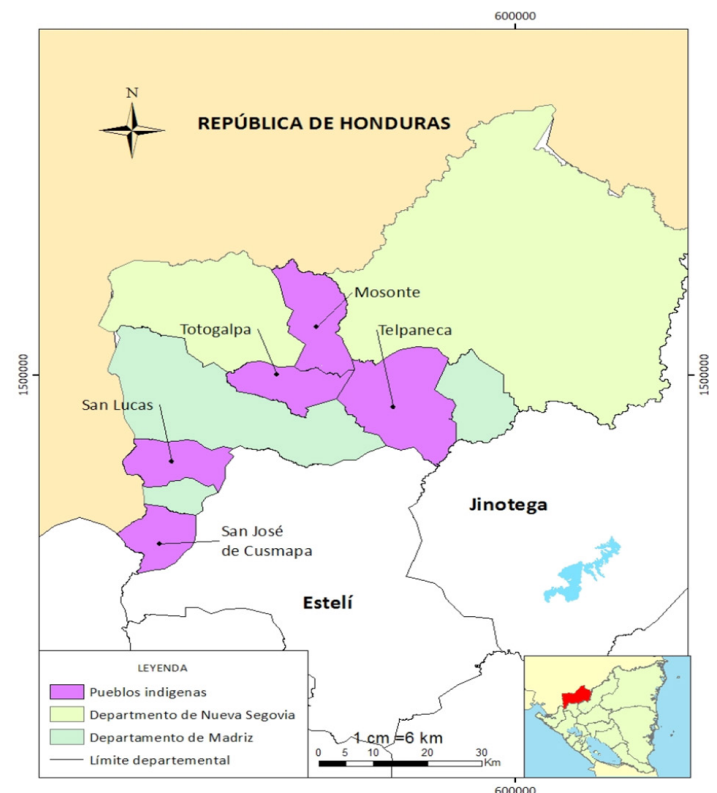 600000
N
REPÚBLICA DE HONDURAS
Mosonte
Totogalpa
Telpaneca
1500000
1500000
San Lucas
Jinotega
San José
de Cusmapa
Estelí
LEYENDA
Pueblos indigenas
Departmento de Nueva Segovia
Departamento de Madriz
Límite departemental
1 cm =6 km
0 5 10 20 30
Km
600000